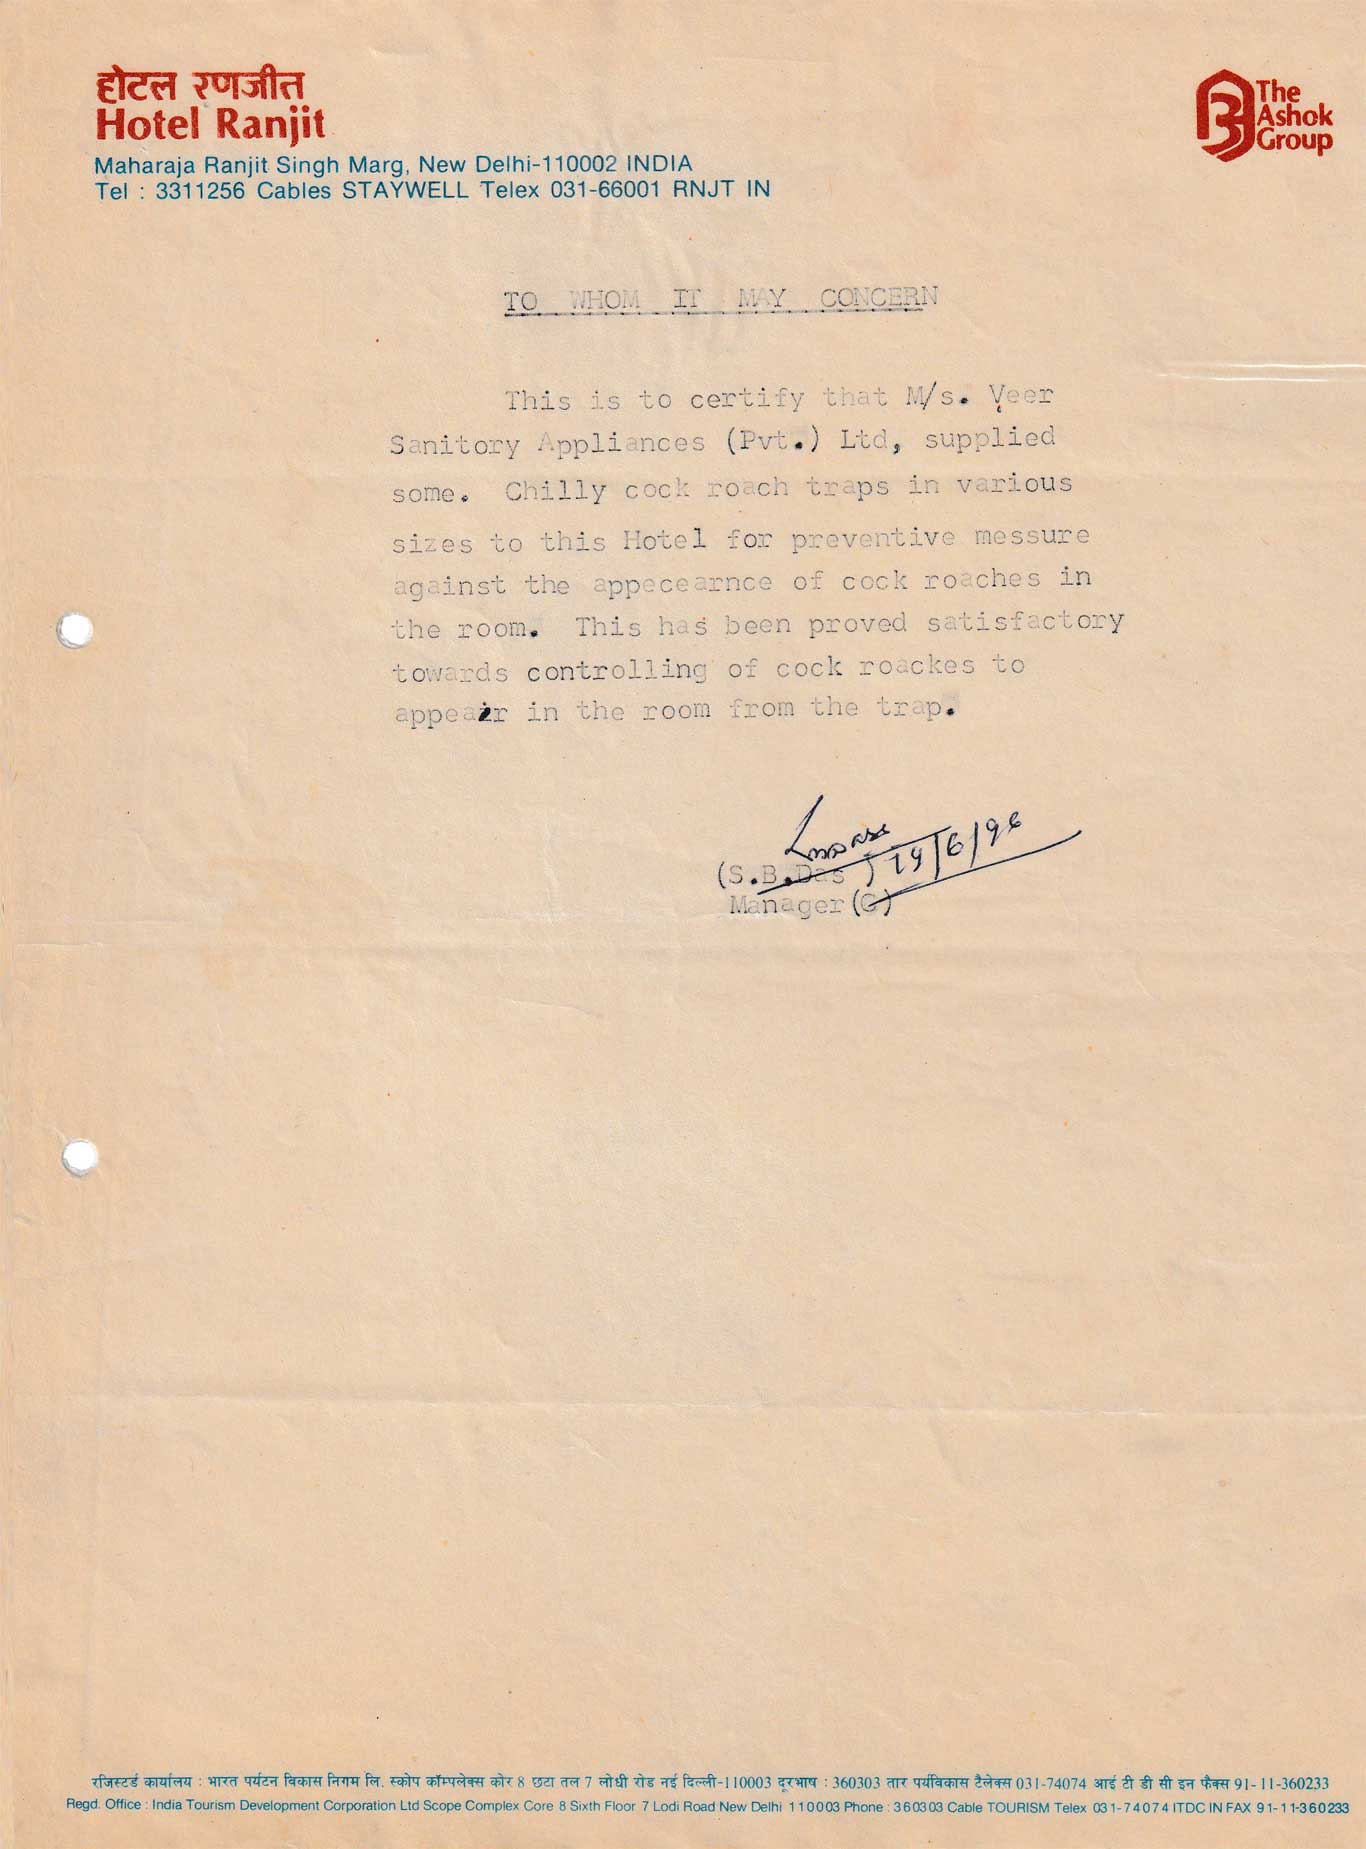 होटल रणजीत
Hotel Ranjit
Maharaja Ranjit Singh Marg, New Delhi-110002 INDIA
Tel : 3311256 Cables STAYWELL Telex 031-66001 RNJT IN
The
Ashok
Group
TO WHOM IT MAY CONCERN
This is to certify that M/s. Veer
Sanitory Appliances (Pvt.) Ltd, supplied
some. Chilly cock roach traps in various
sizes to this Hotel for preventive messure
against the appecearnce of cock roaches in
the room. This has been proved satisfactory
towards controlling of cock roackes to
appear in the room from the trap.
19/6/96
(S.B.Das )
Manager(G)
रजिस्टर्ड कार्यालय : भारत पर्यटन विकास निगम लि. स्कोप कॉम्पलेक्स कोर 8 छटा तल 7 लोधी रोड नई दिल्ली-110003 दूरभाष : 360303 तार पर्यविकास टैलेक्स 031-74074 आई टी डी सी इन फैक्स 91-11-360233
Regd. Office : India Tourism Development Corporation Ltd Scope Complex Core 8 Sixth Floor 7 Lodi Road New Delhi 110003 Phone : 360303 Cable TOURISM Telex 031-74074 ITDC IN FAX 91-11-360233